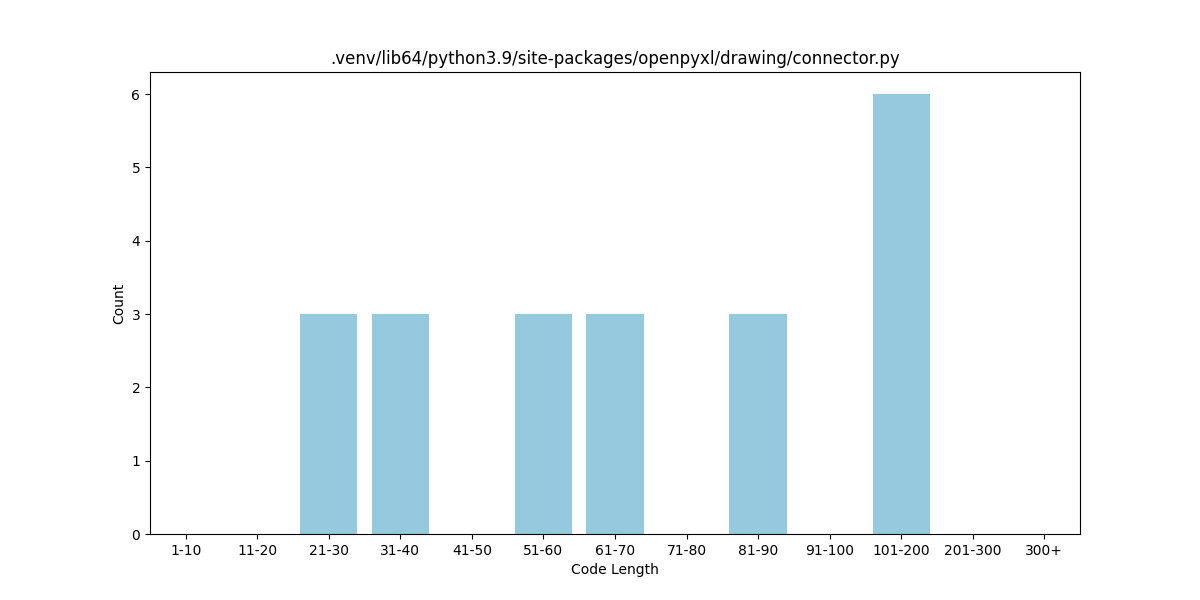 .venv/lib64/python3.9/site-packages/openpyxl/drawing/connector.py
6
5
4
3
2
1
0
Count
1-10 11-20 21-30 31-40 41-50 51-60 61-70 71-80 81-90 91-100 101-200 201-300 300+
Code Length